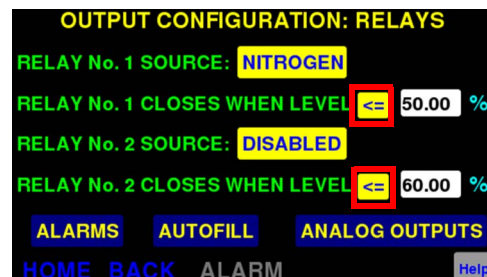 OUTPUT CONFIGURATION: RELAYS
RELAY No. 1 SOURCE: NITROGEN
RELAY No. 1 CLOSES WHEN LEVEL <= 50.00 %
RELAY No. 2 SOURCE: DISABLED
RELAY No. 2 CLOSES WHEN LEVEL <= 60.00 %
ALARMS AUTOFILL ANALOG OUTPUTS
HOME BACK ALARM Help